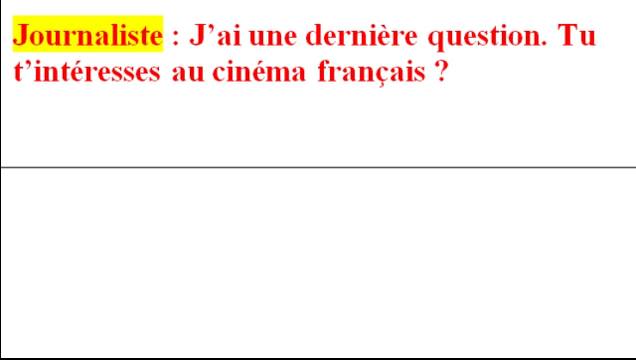 Journaliste : J’ai une dernière question. Tu
t’intéresses au cinéma français ?